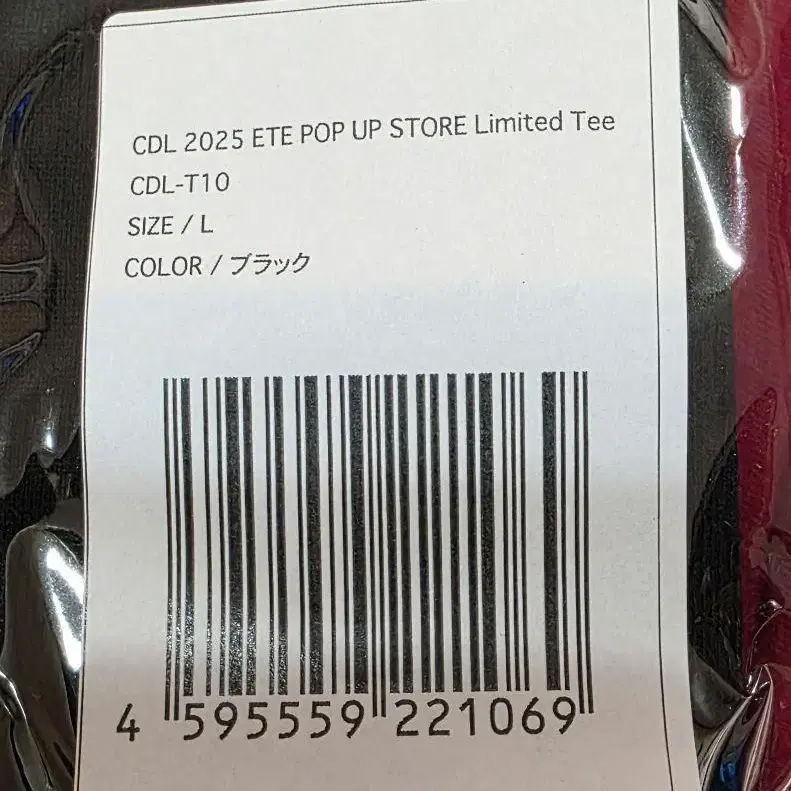 CDL 2025 ETE POP UP STORE Limited Tee
CDL-T10
SIZE / L
COLOR / ブラック
4 595559 221069